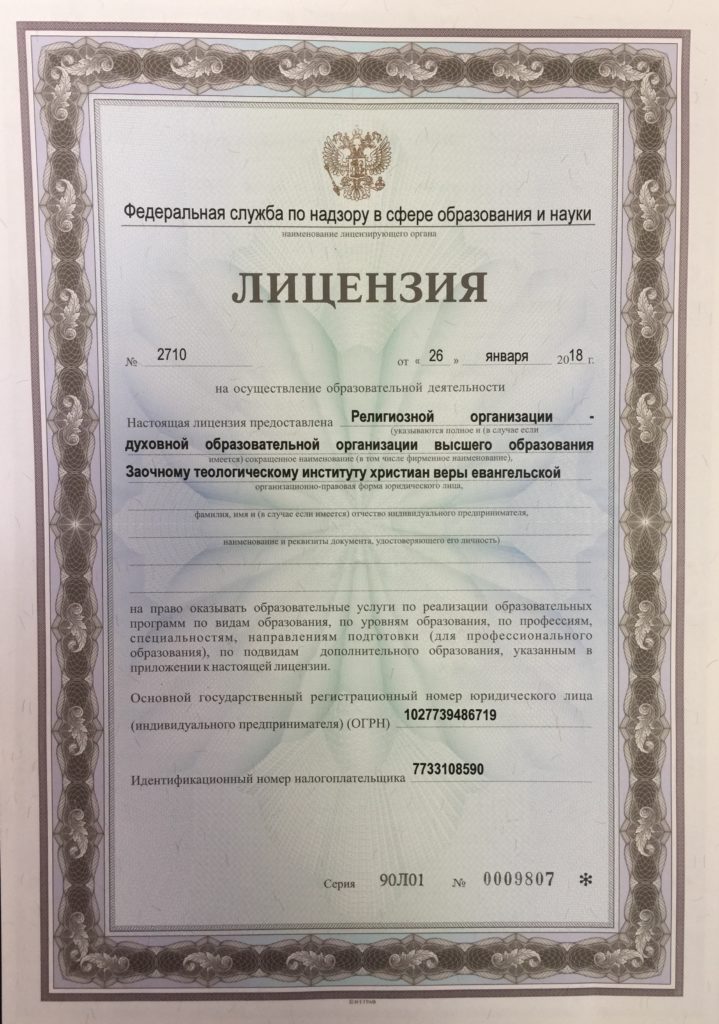 Федеральная служба по надзору в сфере образования и науки
наименование лицензирующего органа
ЛИЦЕНЗИЯ
№ 2710 от « 26 » января 2018 г.
на осуществление образовательной деятельности
Настоящая лицензия предоставлена Религиозной организации -
(указываются полное и (в случае если
духовной образовательной организации высшего образования
имеется) сокращенное наименование (в том числе фирменное наименование),
Заочному теологическому институту христиан веры евангельской
организационно-правовая форма юридического лица,
фамилия, имя и (в случае если имеется) отчество индивидуального предпринимателя,
наименование и реквизиты документа, удостоверяющего его личность)
на право оказывать образовательные услуги по реализации образовательных
программ по видам образования, по уровням образования, по профессиям,
специальностям, направлениям подготовки (для профессионального
образования), по подвидам дополнительного образования, указанным в
приложении к настоящей лицензии.
Основной государственный регистрационный номер юридического лица
(индивидуального предпринимателя) (ОГРН) 1027739486719
Идентификационный номер налогоплательщика 7733108590
Серия 90Л01 № 0009807 *